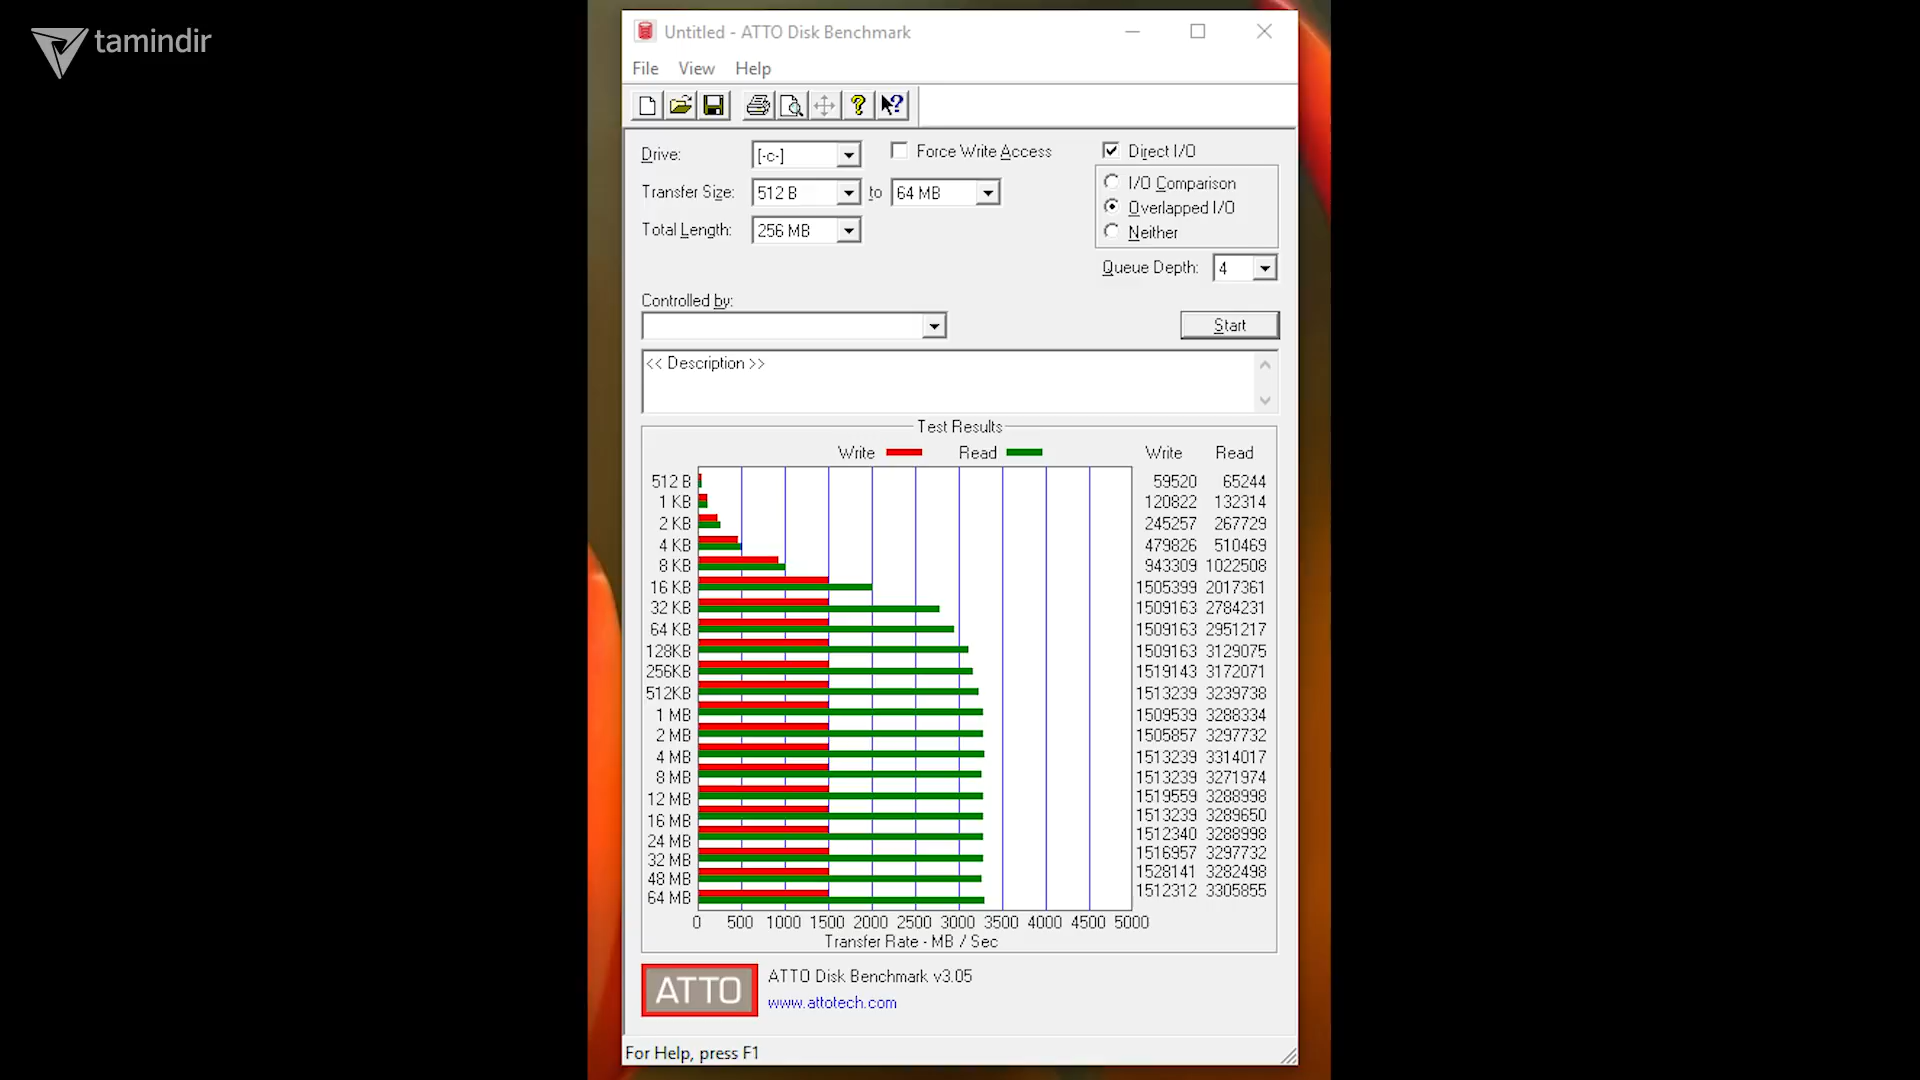 tamindir
Untitled - ATTO Disk Benchmark
File View Help
Drive: [-c-] Force Write Access Direct I/O
Transfer Size: 512 B to 64 MB I/O Comparison
Overlapped I/O
Total Length: 256 MB Neither
Queue Depth: 4
Controlled by:
Start
<< Description >>
Test Results
Write Read Write Read
512 B 59520 65244
1 KB 120822 132314
2 KB 245257 267729
4 KB 479826 510469
8 KB 943309 1022508
16 KB 1505399 2017361
32 KB 1509163 2784231
64 KB 1509163 2951217
128KB 1509163 3129075
256KB 1519143 3172071
512KB 1513239 3239738
1 MB 1509539 3288334
2 MB 1505857 3297732
4 MB 1513239 3314017
8 MB 1513239 3271974
12 MB 1519559 3288998
16 MB 1513239 3289650
24 MB 1512340 3288998
32 MB 1516957 3297732
48 MB 1528141 3282498
64 MB 1512312 3305855
0 500 1000 1500 2000 2500 3000 3500 4000 4500 5000
Transfer Rate - MB / Sec
ATTO ATTO Disk Benchmark v3.05
www.attotech.com
For Help, press F1